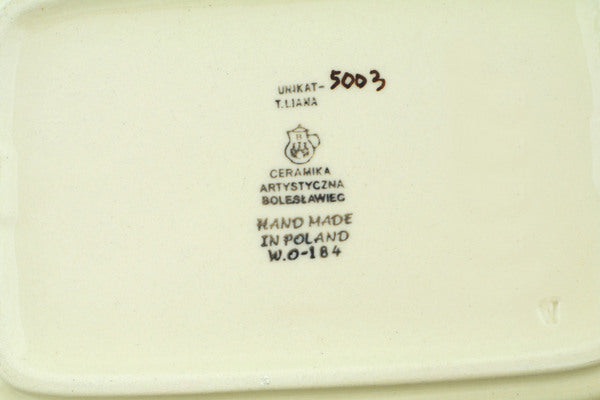 UNIKAT- 5003
T.LIANA
B
CERAMIKA
ARTYSTYCZNA
BOLESŁAWIEC
HAND MADE
IN POLAND
W.O-184
V